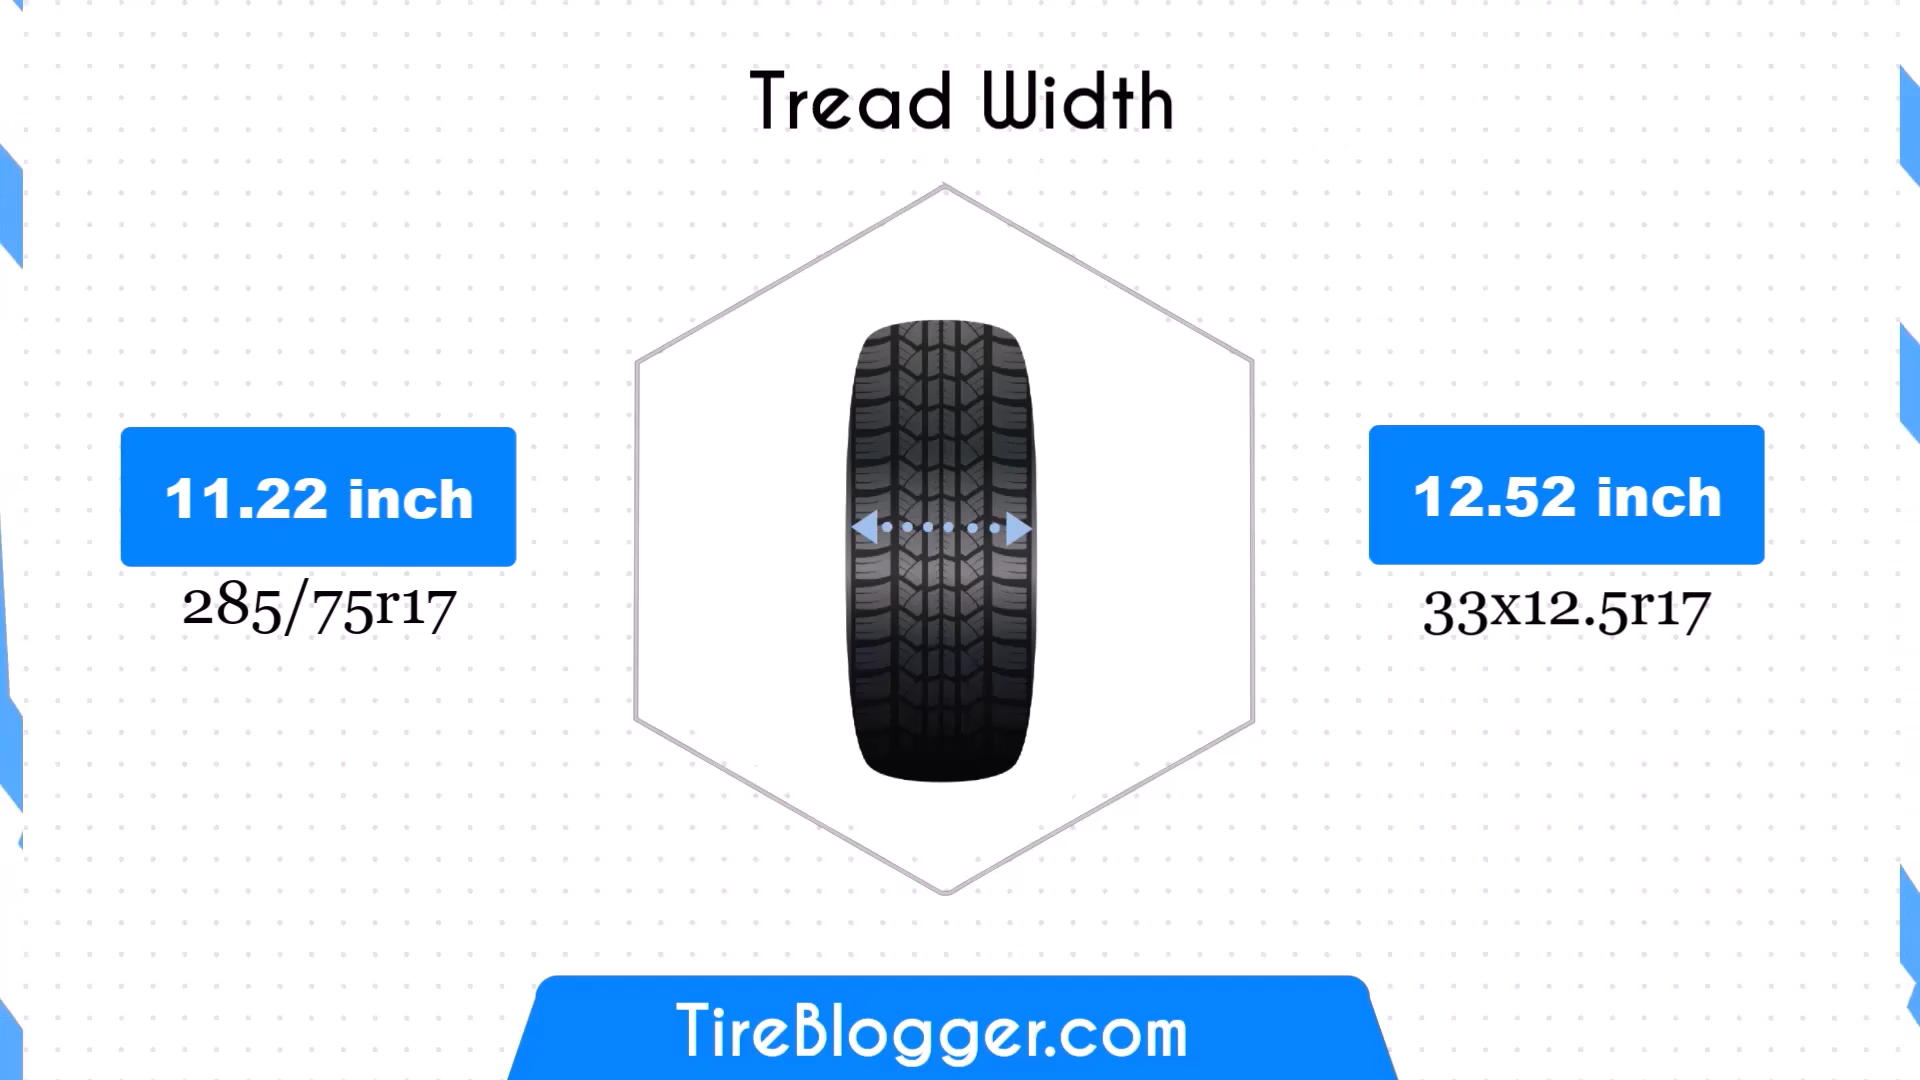 Tread Width
11.22 inch
285/75r17
12.52 inch
33x12.5r17
TireBlogger.com